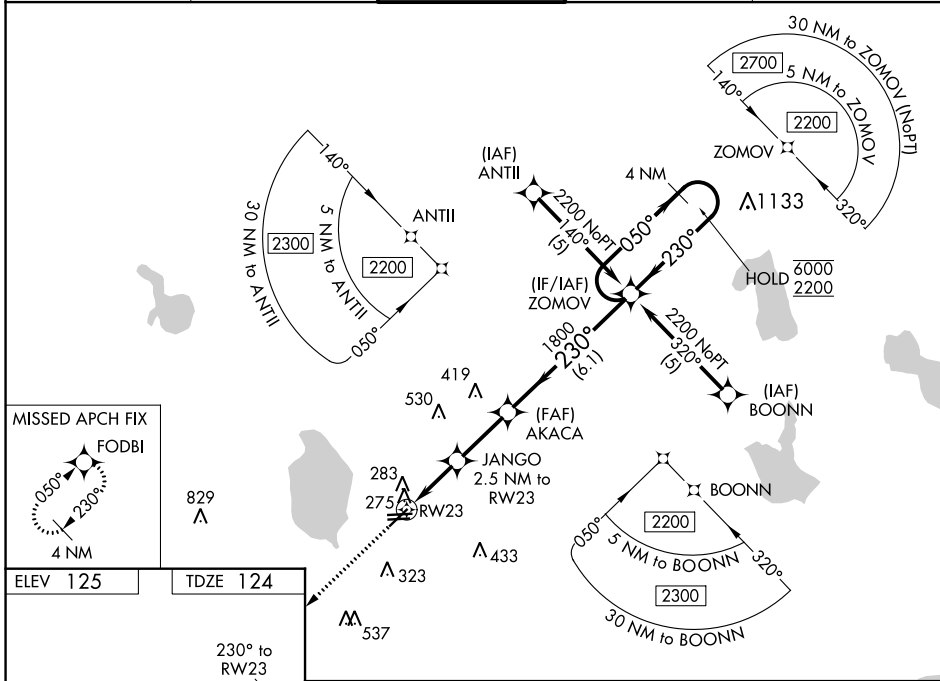 30 NM to ZOMOV (NoPT)
2700
5 NM to ZOMOV
140°
2200
ZOMOV
320°
(IAF)
ANTII
4 NM
1133
140°
ANTII
5 NM to ANTII
30 NM to ANTII
2300
2200
050°
2200 NoPT
140°
(5)
050°
230°
HOLD 6000
2200
(IF/IAF)
ZOMOV
2200 NoPT
320°
(5)
1800
230°
(6.1)
(IAF)
BOONN
419
530
(FAF)
AKACA
MISSED APCH FIX
FODBI
050°
230°
4 NM
829
JANGO
2.5 NM to
RW23
283
275
RW23
433
323
537
BOONN
2200
050°
5 NM to BOONN
320°
2300
30 NM to BOONN
ELEV 125
TDZE 124
230° to
RW23